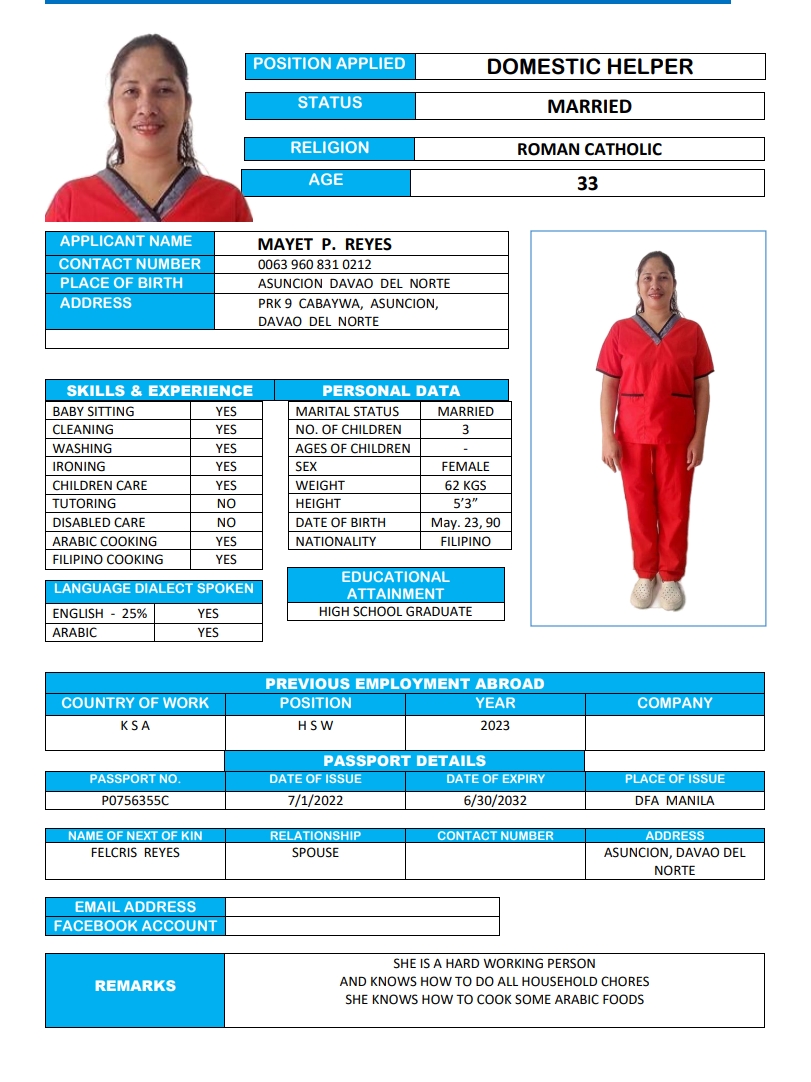 POSITION APPLIED DOMESTIC HELPER
STATUS MARRIED
RELIGION ROMAN CATHOLIC
AGE 33
APPLICANT NAME MAYET P. REYES
CONTACT NUMBER 0063 960 831 0212
PLACE OF BIRTH ASUNCION DAVAO DEL NORTE
ADDRESS PRK 9 CABAYWA, ASUNCION,
DAVAO DEL NORTE
SKILLS & EXPERIENCE
BABY SITTING YES
CLEANING YES
WASHING YES
IRONING YES
CHILDREN CARE YES
TUTORING NO
DISABLED CARE NO
ARABIC COOKING YES
FILIPINO COOKING YES
LANGUAGE DIALECT SPOKEN
ENGLISH - 25% YES
ARABIC YES
PERSONAL DATA
MARITAL STATUS MARRIED
NO. OF CHILDREN 3
AGES OF CHILDREN -
SEX FEMALE
WEIGHT 62 KGS
HEIGHT 5’3”
DATE OF BIRTH May. 23, 90
NATIONALITY FILIPINO
EDUCATIONAL
ATTAINMENT
HIGH SCHOOL GRADUATE
PREVIOUS EMPLOYMENT ABROAD
COUNTRY OF WORK POSITION YEAR COMPANY
K S A H S W 2023
PASSPORT DETAILS
PASSPORT NO. DATE OF ISSUE DATE OF EXPIRY PLACE OF ISSUE
P0756355C 7/1/2022 6/30/2032 DFA MANILA
NAME OF NEXT OF KIN RELATIONSHIP CONTACT NUMBER ADDRESS
FELCRIS REYES SPOUSE ASUNCION, DAVAO DEL
NORTE
EMAIL ADDRESS
FACEBOOK ACCOUNT
REMARKS
SHE IS A HARD WORKING PERSON
AND KNOWS HOW TO DO ALL HOUSEHOLD CHORES
SHE KNOWS HOW TO COOK SOME ARABIC FOODS